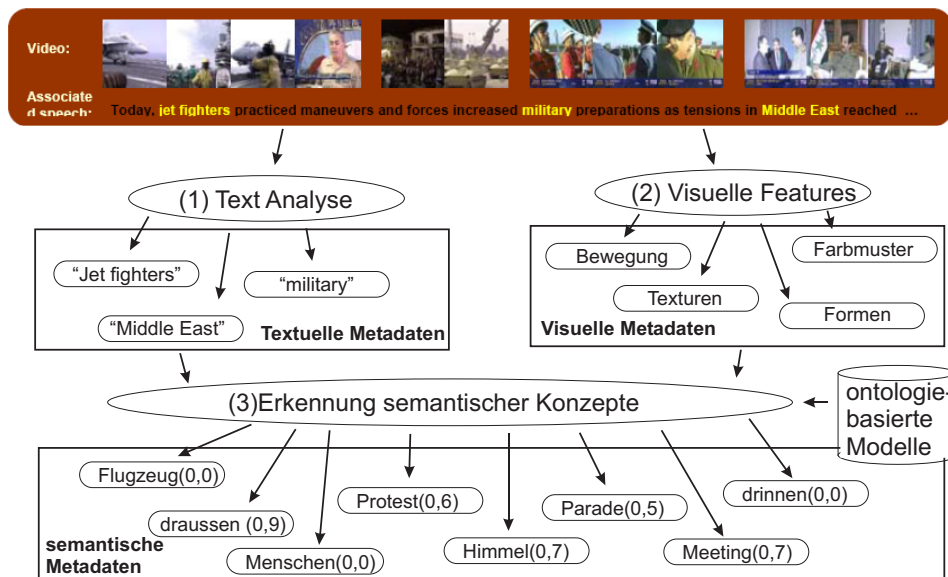 Video:
Associate
d speech:
Today, jet fighters practiced maneuvers and forces increased military preparations as tensions in Middle East reached ...
(1) Text Analyse
(2) Visuelle Features
“Jet fighters”
“military”
“Middle East”
Textuelle Metadaten
Bewegung
Farbmuster
Texturen
Formen
Visuelle Metadaten
(3)Erkennung semantischer Konzepte
ontologie-
basierte
Modelle
Flugzeug(0,0)
draussen (0,9)
Menschen(0,0)
Protest(0,6)
Himmel(0,7)
Parade(0,5)
Meeting(0,7)
drinnen(0,0)
semantische
Metadaten